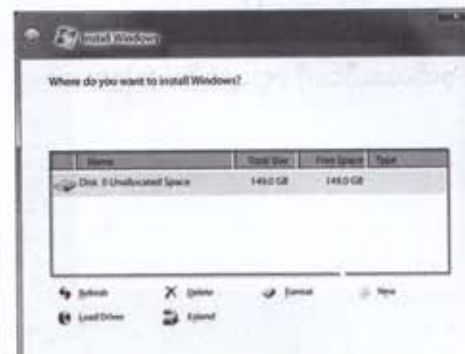 Install Windows
Where do you want to install Windows?
Name Total Size Free Space Type
Disk 0 Unallocated Space 149.0 GB 149.0 GB
Refresh Delete Format New
Load Driver Extend